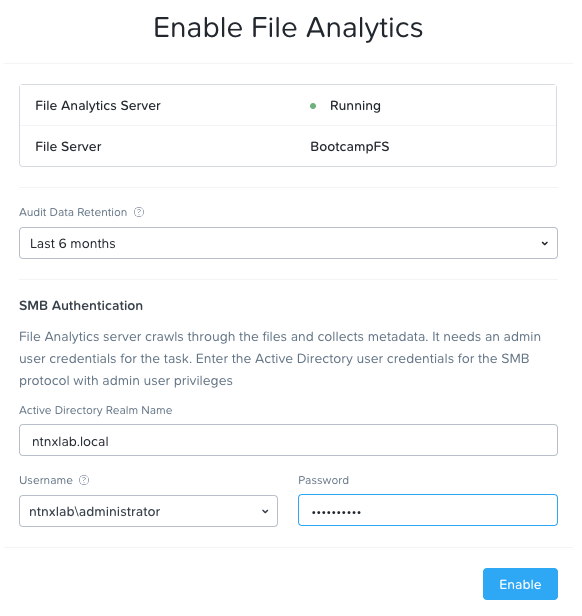 Enable File Analytics
File Analytics Server
Running
File Server
BootcampFS
Audit Data Retention ?
Last 6 months
SMB Authentication
File Analytics server crawls through the files and collects metadata. It needs an admin
user credentials for the task. Enter the Active Directory user credentials for the SMB
protocol with admin user privileges
Active Directory Realm Name
ntnxlab.local
Username ?
Password
ntnxlab\administrator
••••••••••
Enable